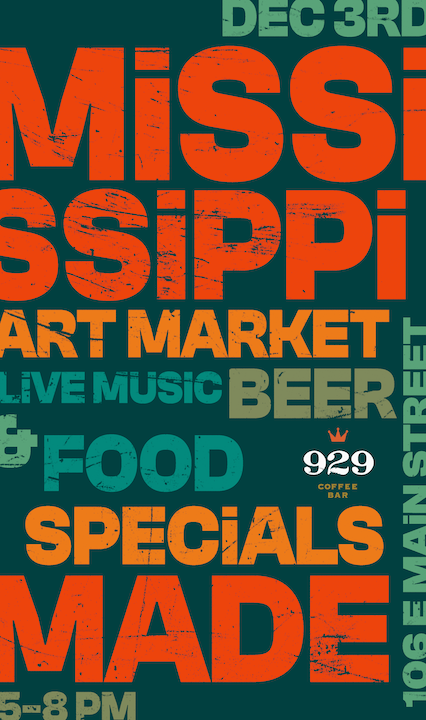 DEC 3RD
MiSSi
SSiPPi
ART MARKET
LiVE MUSiC BEER
& FOOD
929
COFFEE
BAR
SPECiALS
MADE
5-8 PM
106 E MAiN STREET